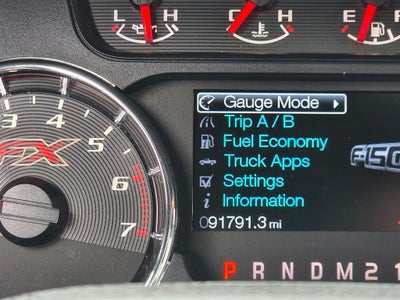 L H C H E F
3 4 5 6 7
FX
Gauge Mode
Trip A / B
Fuel Economy
Truck Apps
Settings
Information
091791.3 mi
F150
P R N D M 2 1